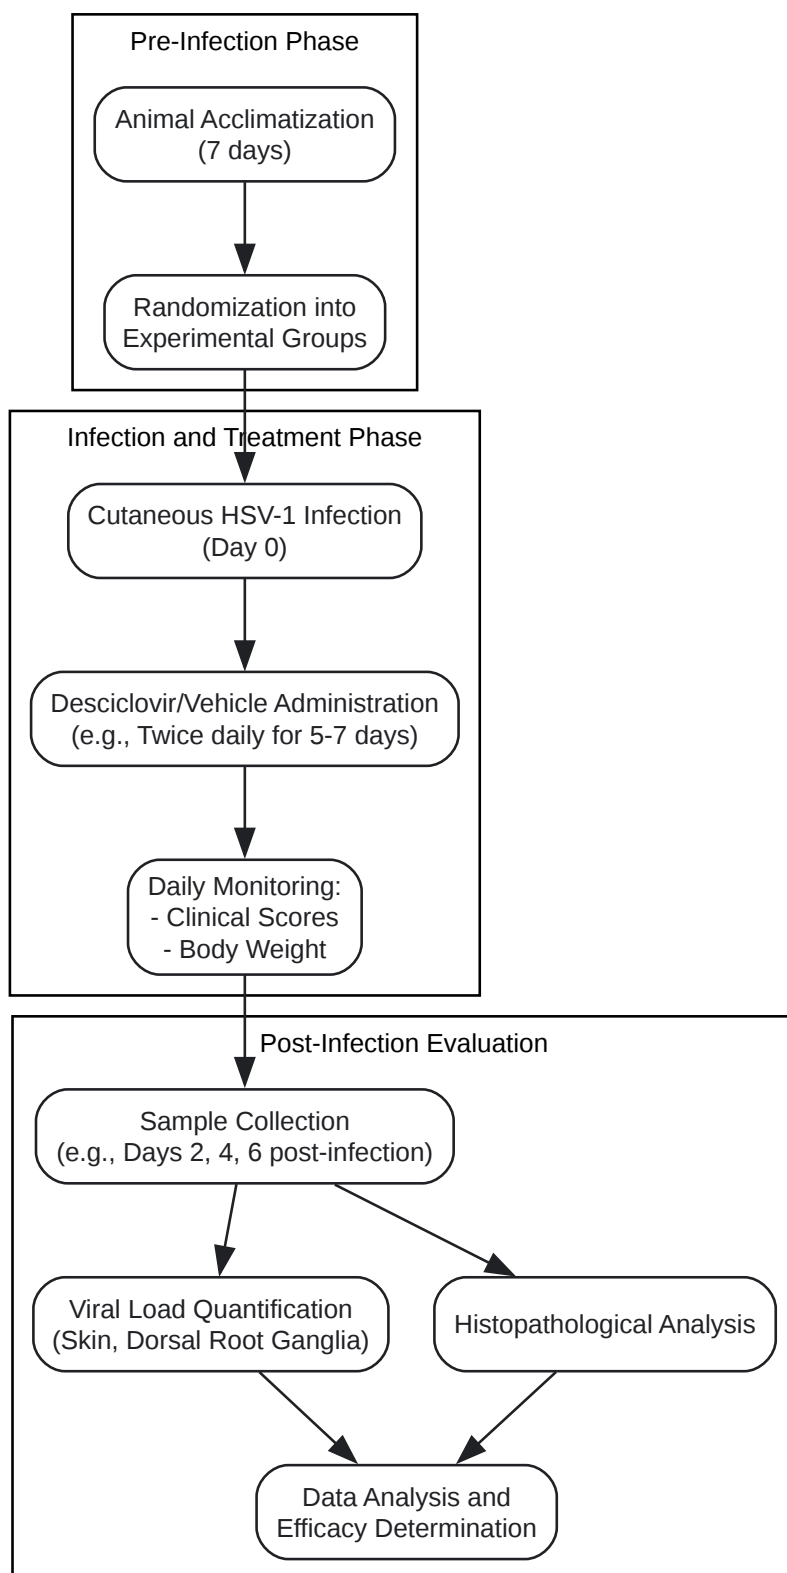 Pre-Infection Phase
Animal Acclimatization
(7 days)
Randomization into
Experimental Groups
Infection and Treatment Phase
Cutaneous HSV-1 Infection
(Day 0)
Desciclovir/Vehicle Administration
(e.g., Twice daily for 5-7 days)
Daily Monitoring:
- Clinical Scores
- Body Weight
Post-Infection Evaluation
Sample Collection
(e.g., Days 2, 4, 6 post-infection)
Viral Load Quantification
(Skin, Dorsal Root Ganglia)
Histopathological Analysis
Data Analysis and
Efficacy Determination